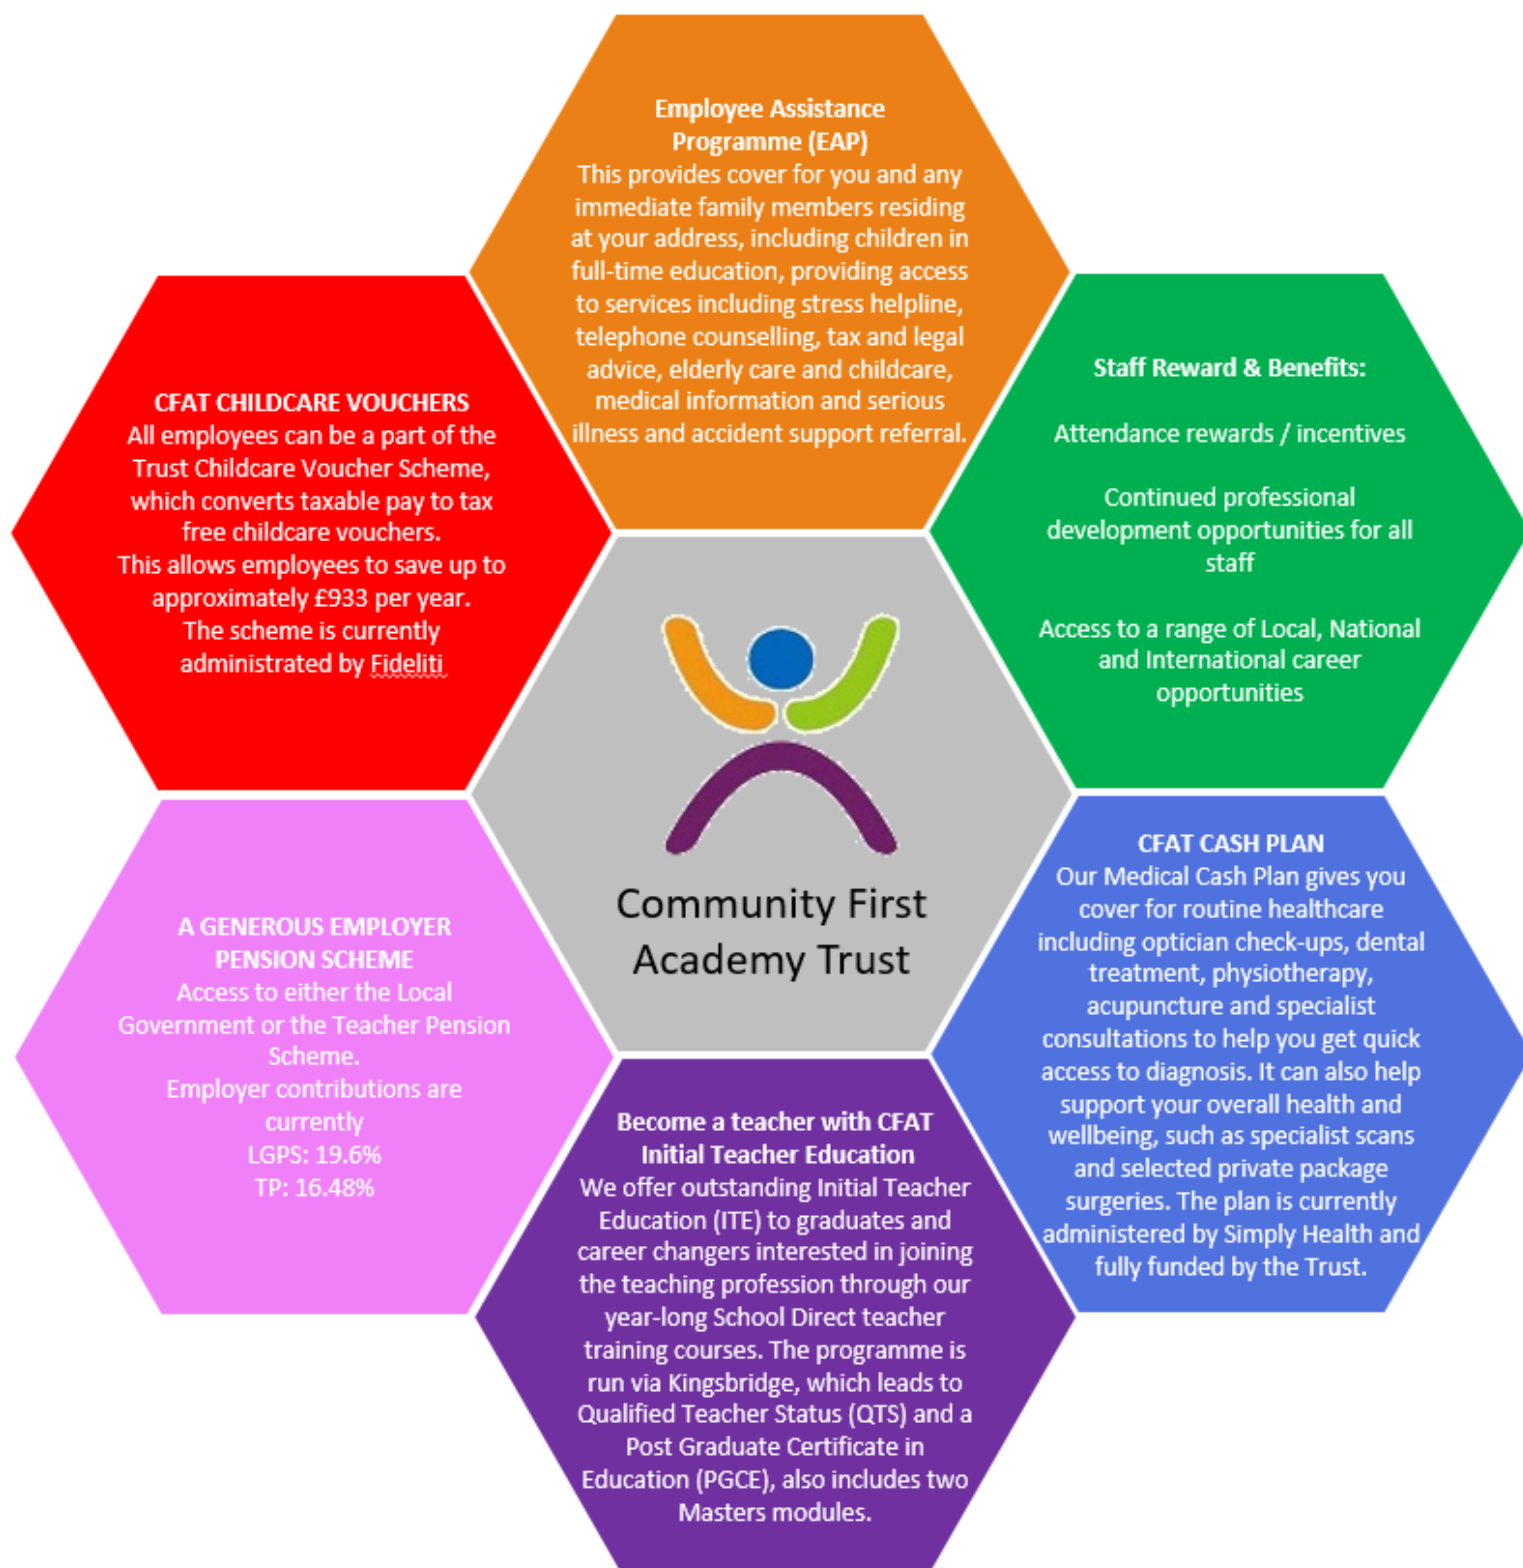 Employee Assistance
Programme (EAP)
This provides cover for you and any
immediate family members residing
at your address, including children in
full-time education, providing access
to services including stress helpline,
telephone counselling, tax and legal
advice, elderly care and childcare,
medical information and serious
illness and accident support referral.
CFAT CHILDCARE VOUCHERS
All employees can be a part of the
Trust Childcare Voucher Scheme,
which converts taxable pay to tax
free childcare vouchers.
This allows employees to save up to
approximately £933 per year.
The scheme is currently
administrated by Fideliti
Staff Reward & Benefits:
Attendance rewards / incentives
Continued professional
development opportunities for all
staff
Access to a range of Local, National
and International career
opportunities
Community First
Academy Trust
A GENEROUS EMPLOYER
PENSION SCHEME
Access to either the Local
Government or the Teacher Pension
Scheme.
Employer contributions are
currently
LGPS: 19.6%
TP: 16.48%
CFAT CASH PLAN
Our Medical Cash Plan gives you
cover for routine healthcare
including optician check-ups, dental
treatment, physiotherapy,
acupuncture and specialist
consultations to help you get quick
access to diagnosis. It can also help
support your overall health and
wellbeing, such as specialist scans
and selected private package
surgeries. The plan is currently
administered by Simply Health and
fully funded by the Trust.
Become a teacher with CFAT
Initial Teacher Education
We offer outstanding Initial Teacher
Education (ITE) to graduates and
career changers interested in joining
the teaching profession through our
year-long School Direct teacher
training courses. The programme is
run via Kingsbridge, which leads to
Qualified Teacher Status (QTS) and a
Post Graduate Certificate in
Education (PGCE), also includes two
Masters modules.